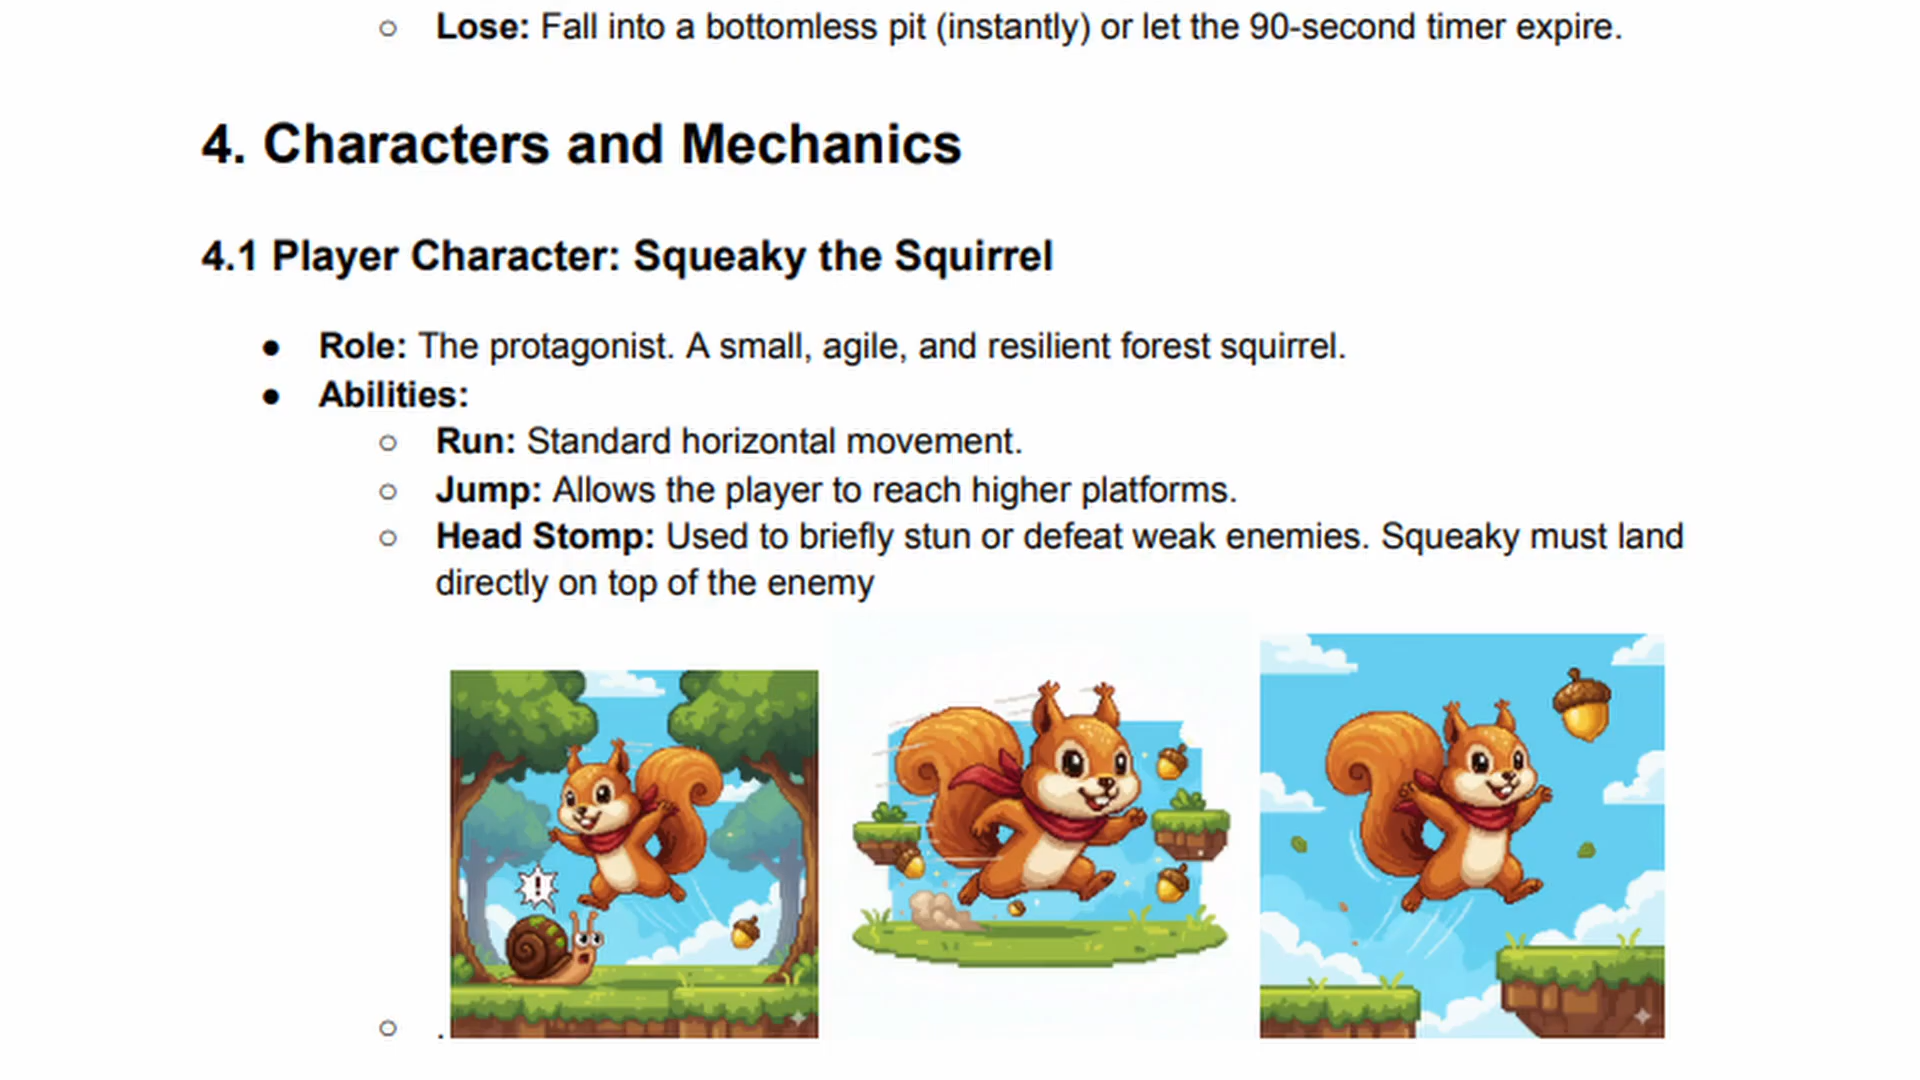 ○ Lose: Fall into a bottomless pit (instantly) or let the 90-second timer expire.
4. Characters and Mechanics
4.1 Player Character: Squeaky the Squirrel
● Role: The protagonist. A small, agile, and resilient forest squirrel.
● Abilities:
○ Run: Standard horizontal movement.
○ Jump: Allows the player to reach higher platforms.
○ Head Stomp: Used to briefly stun or defeat weak enemies. Squeaky must land
directly on top of the enemy
!
○ .